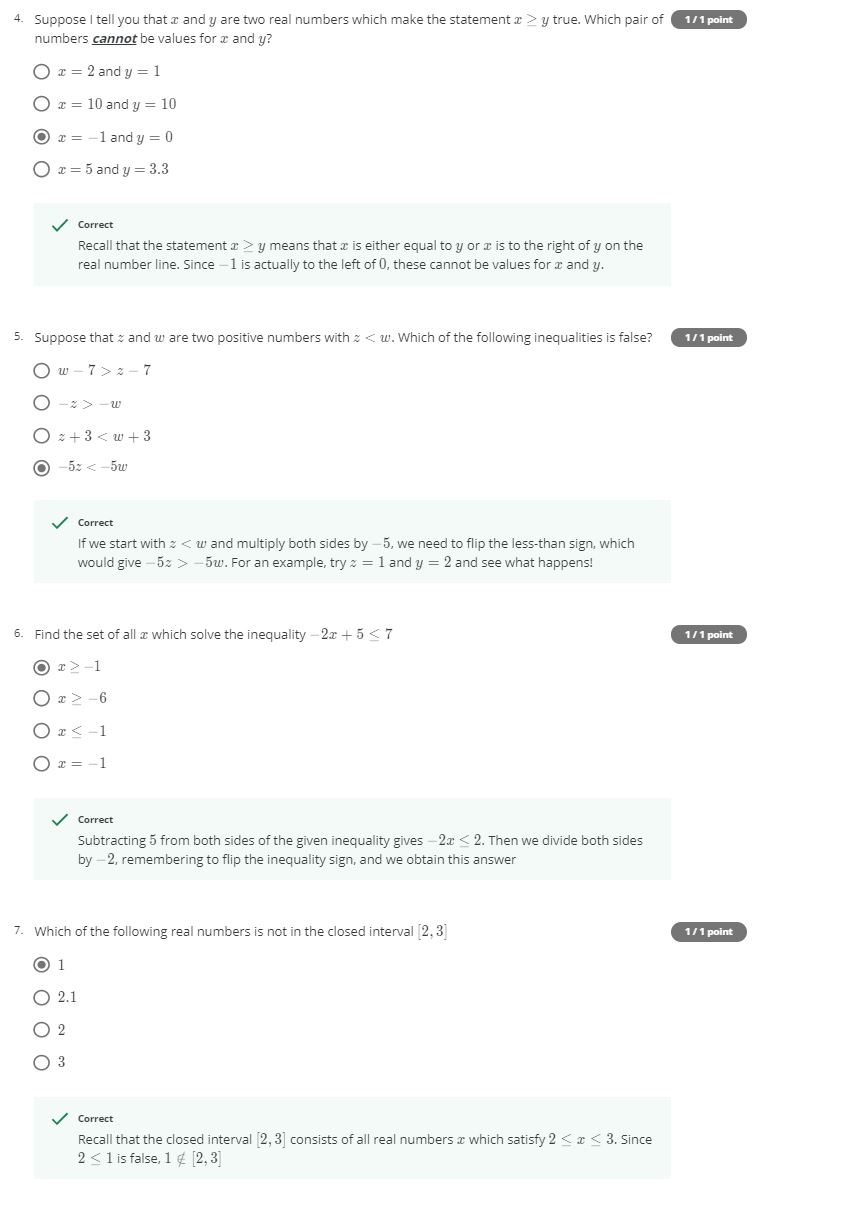 4. Suppose I tell you that x and y are two real numbers which make the statement x ≥ y true. Which pair of 1 / 1 point
numbers cannot be values for x and y?
x = 2 and y = 1
x = 10 and y = 10
x = −1 and y = 0
x = 5 and y = 3.3
Correct
Recall that the statement x ≥ y means that x is either equal to y or x is to the right of y on the
real number line. Since −1 is actually to the left of 0, these cannot be values for x and y.
5. Suppose that z and w are two positive numbers with z < w. Which of the following inequalities is false? 1 / 1 point
w − 7 > z − 7
−z > −w
z + 3 < w + 3
−5z < −5w
Correct
If we start with z < w and multiply both sides by −5, we need to flip the less-than sign, which
would give −5z > −5w. For an example, try z = 1 and y = 2 and see what happens!
6. Find the set of all x which solve the inequality −2x + 5 ≤ 7 1 / 1 point
x ≥ −1
x ≥ −6
x ≤ −1
x = −1
Correct
Subtracting 5 from both sides of the given inequality gives −2x ≤ 2. Then we divide both sides
by −2, remembering to flip the inequality sign, and we obtain this answer
7. Which of the following real numbers is not in the closed interval [2, 3] 1 / 1 point
1
2.1
2
3
Correct
Recall that the closed interval [2, 3] consists of all real numbers x which satisfy 2 ≤ x ≤ 3. Since
2 ≤ 1 is false, 1 ∉ [2, 3]